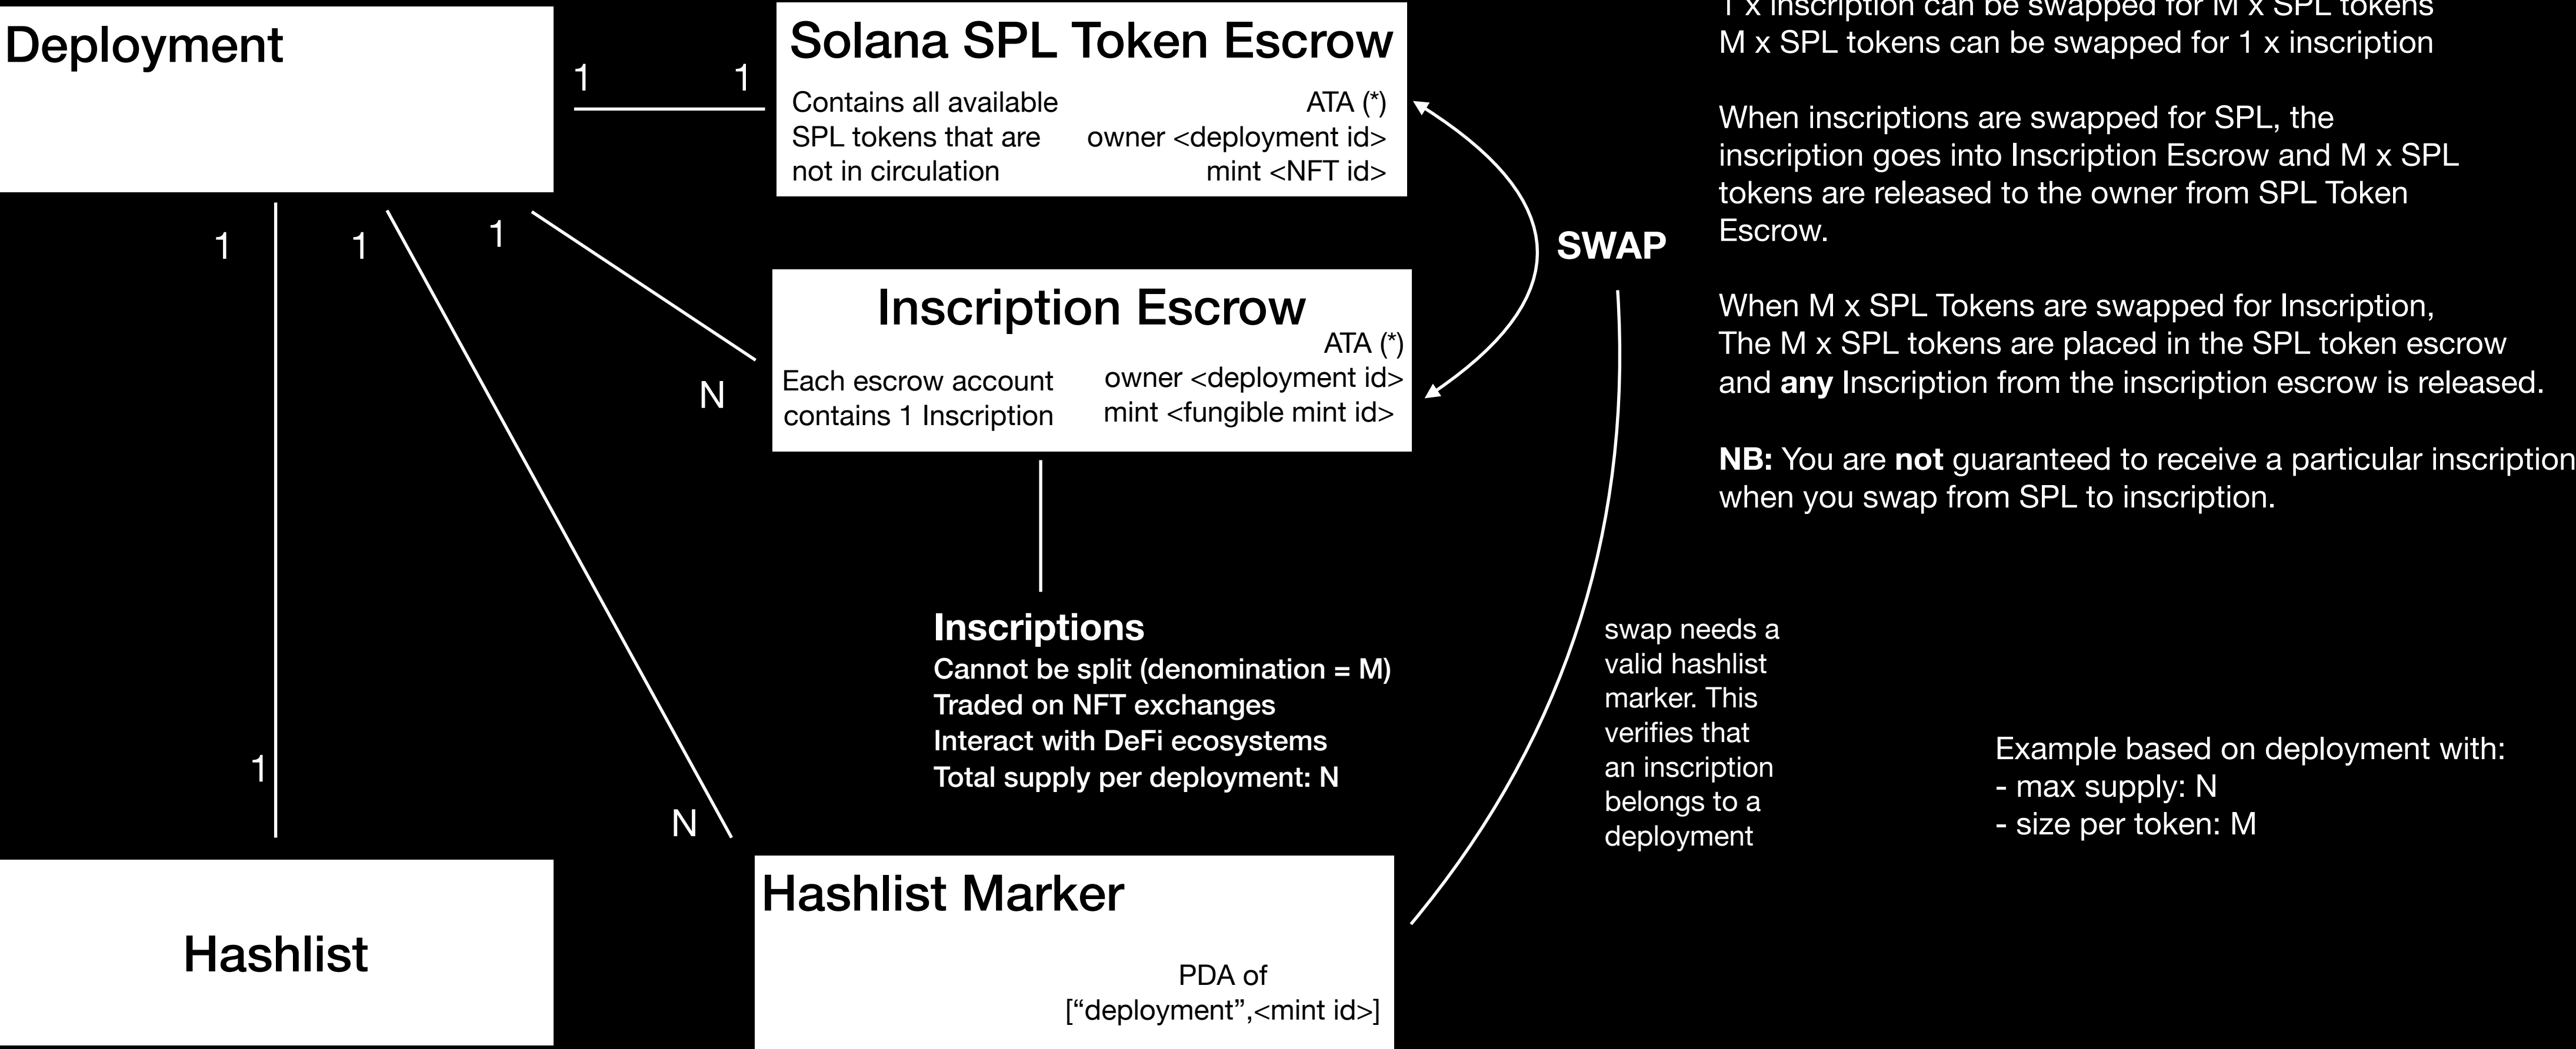 Deployment
1
1
Solana SPL Token Escrow
Contains all available
SPL tokens that are
not in circulation
ATA (*)
owner <deployment id>
mint <NFT id>
1
1
1
Inscription Escrow
ATA (*)
Each escrow account
contains 1 Inscription
owner <deployment id>
mint <fungible mint id>
N
SWAP
1 x inscription can be swapped for M x SPL tokens
M x SPL tokens can be swapped for 1 x inscription
When inscriptions are swapped for SPL, the
inscription goes into Inscription Escrow and M x SPL
tokens are released to the owner from SPL Token
Escrow.
When M x SPL Tokens are swapped for Inscription,
The M x SPL tokens are placed in the SPL token escrow
and any Inscription from the inscription escrow is released.
NB: You are not guaranteed to receive a particular inscription
when you swap from SPL to inscription.
Inscriptions
Cannot be split (denomination = M)
Traded on NFT exchanges
Interact with DeFi ecosystems
Total supply per deployment: N
swap needs a
valid hashlist
marker. This
verifies that
an inscription
belongs to a
deployment
Example based on deployment with:
- max supply: N
- size per token: M
1
N
Hashlist
Hashlist Marker
PDA of
[“deployment”,<mint id>]